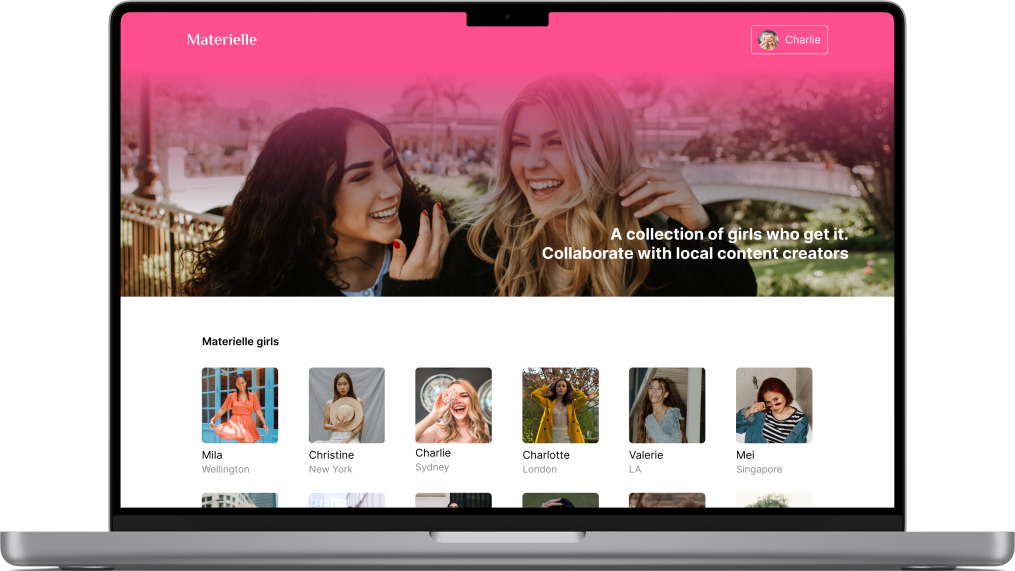 Materielle
Charlie
A collection of girls who get it.
Collaborate with local content creators
Materielle girls
Mila
Wellington
Christine
New York
Charlie
Sydney
Charlotte
London
Valerie
LA
Mei
Singapore